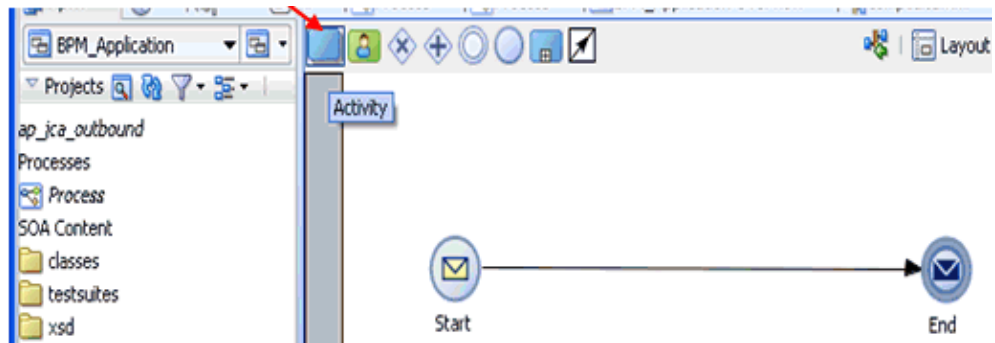 BPM_Application
Layout
Projects
Activity
ap_jca_outbound
Processes
Process
SOA Content
classes
testsuites
xsd
Start
End